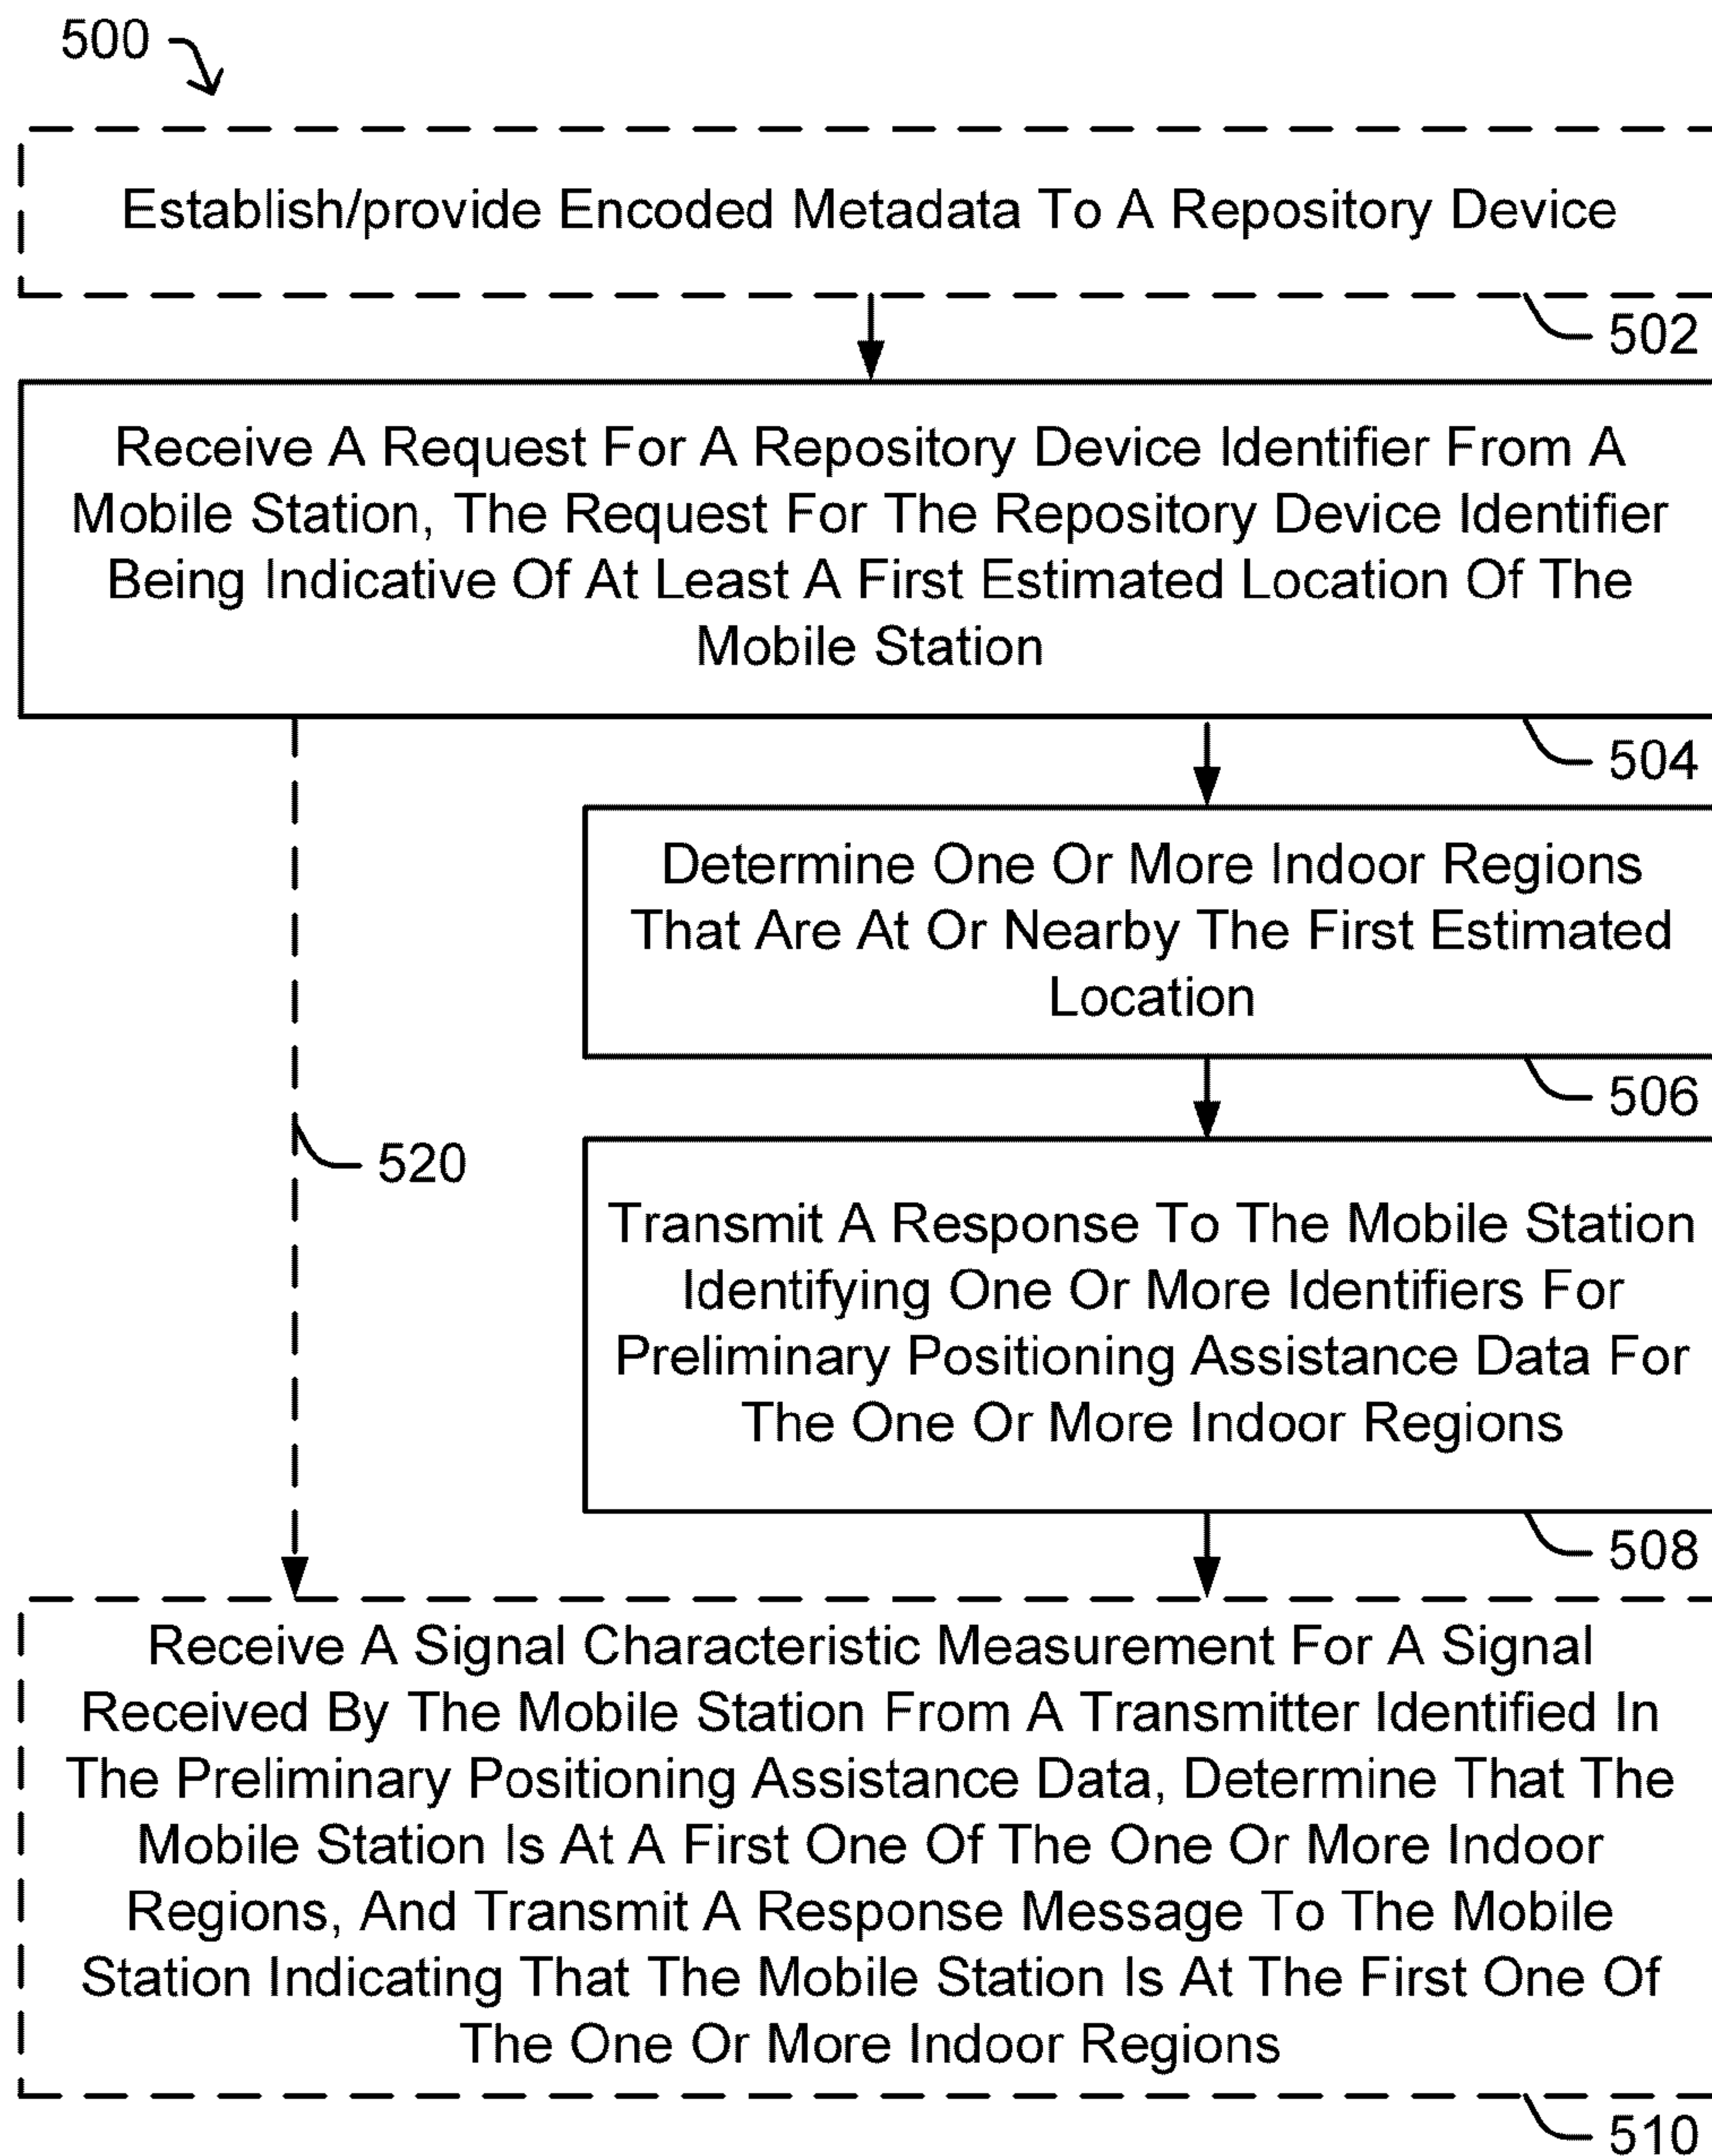 500
Establish/provide Encoded Metadata To A Repository Device
502
Receive A Request For A Repository Device Identifier From A
Mobile Station, The Request For The Repository Device Identifier
Being Indicative Of At Least A First Estimated Location Of The
Mobile Station
504
Determine One Or More Indoor Regions
That Are At Or Nearby The First Estimated
Location
506
520
Transmit A Response To The Mobile Station
Identifying One Or More Identifiers For
Preliminary Positioning Assistance Data For
The One Or More Indoor Regions
508
Receive A Signal Characteristic Measurement For A Signal
Received By The Mobile Station From A Transmitter Identified In
The Preliminary Positioning Assistance Data, Determine That The
Mobile Station Is At A First One Of The One Or More Indoor
Regions, And Transmit A Response Message To The Mobile
Station Indicating That The Mobile Station Is At The First One Of
The One Or More Indoor Regions
510